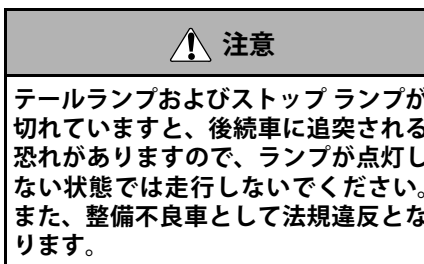 注意
テールランプおよびストップ ランプが
切れていますと、後続車に追突される
恐れがありますので、ランプが点灯し
ない状態では走行しないでください。
また、整備不良車として法規違反とな
ります。